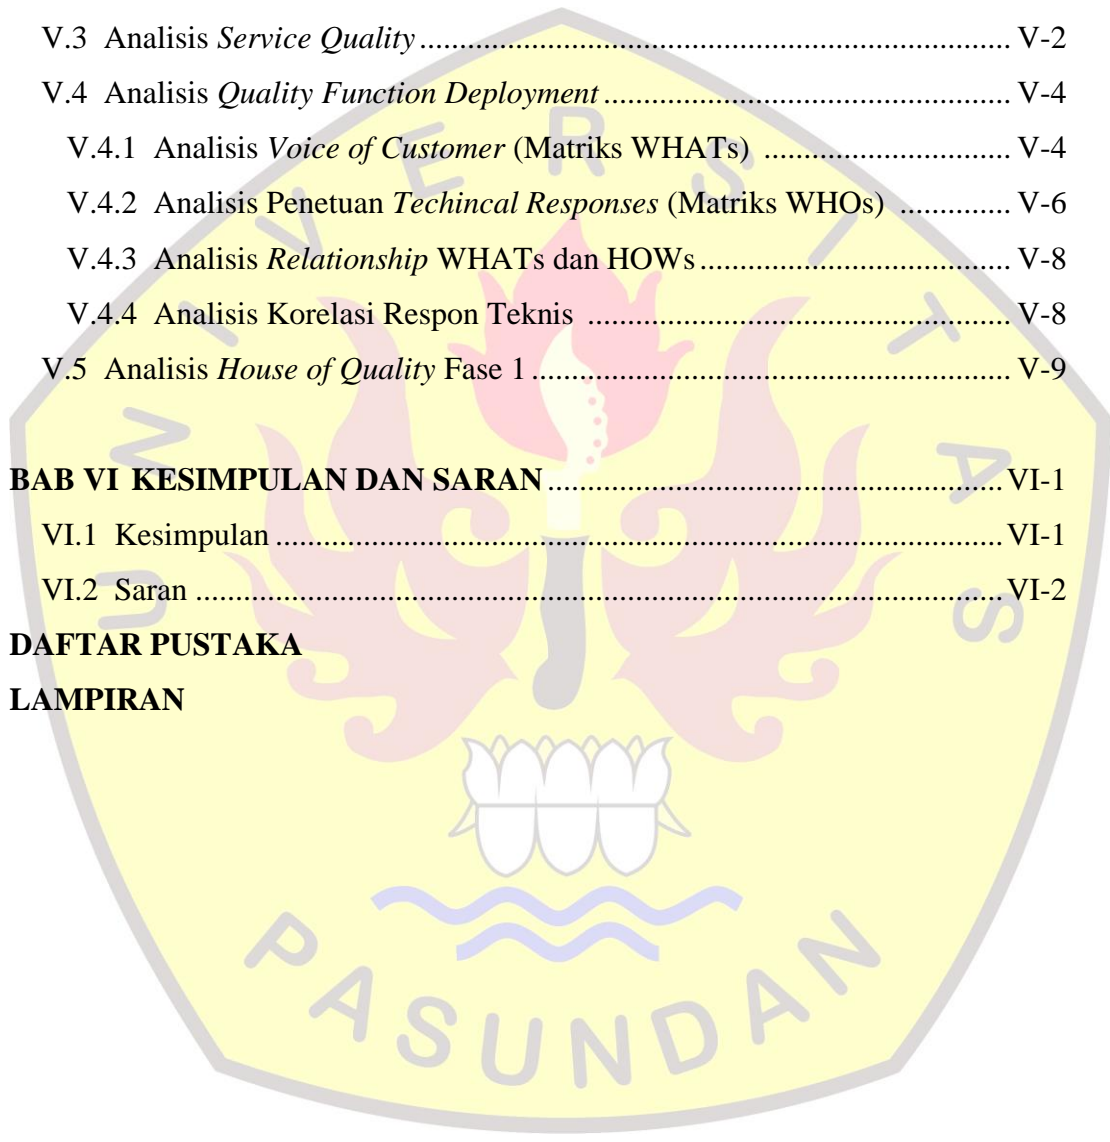 V.3 Analisis Service Quality ........ V-2
V.4 Analisis Quality Function Deployment ........ V-4
V.4.1 Analisis Voice of Customer (Matriks WHATs) ........ V-4
V.4.2 Analisis Penetuan Techincal Responses (Matriks WHOs) ........ V-6
V.4.3 Analisis Relationship WHATs dan HOWs ........ V-8
V.4.4 Analisis Korelasi Respon Teknis ........ V-8
V.5 Analisis House of Quality Fase 1 ........ V-9
BAB VI KESIMPULAN DAN SARAN ........ VI-1
VI.1 Kesimpulan ........ VI-1
VI.2 Saran ........ VI-2
DAFTAR PUSTAKA
LAMPIRAN
UNIVERSITAS
PASUNDAN